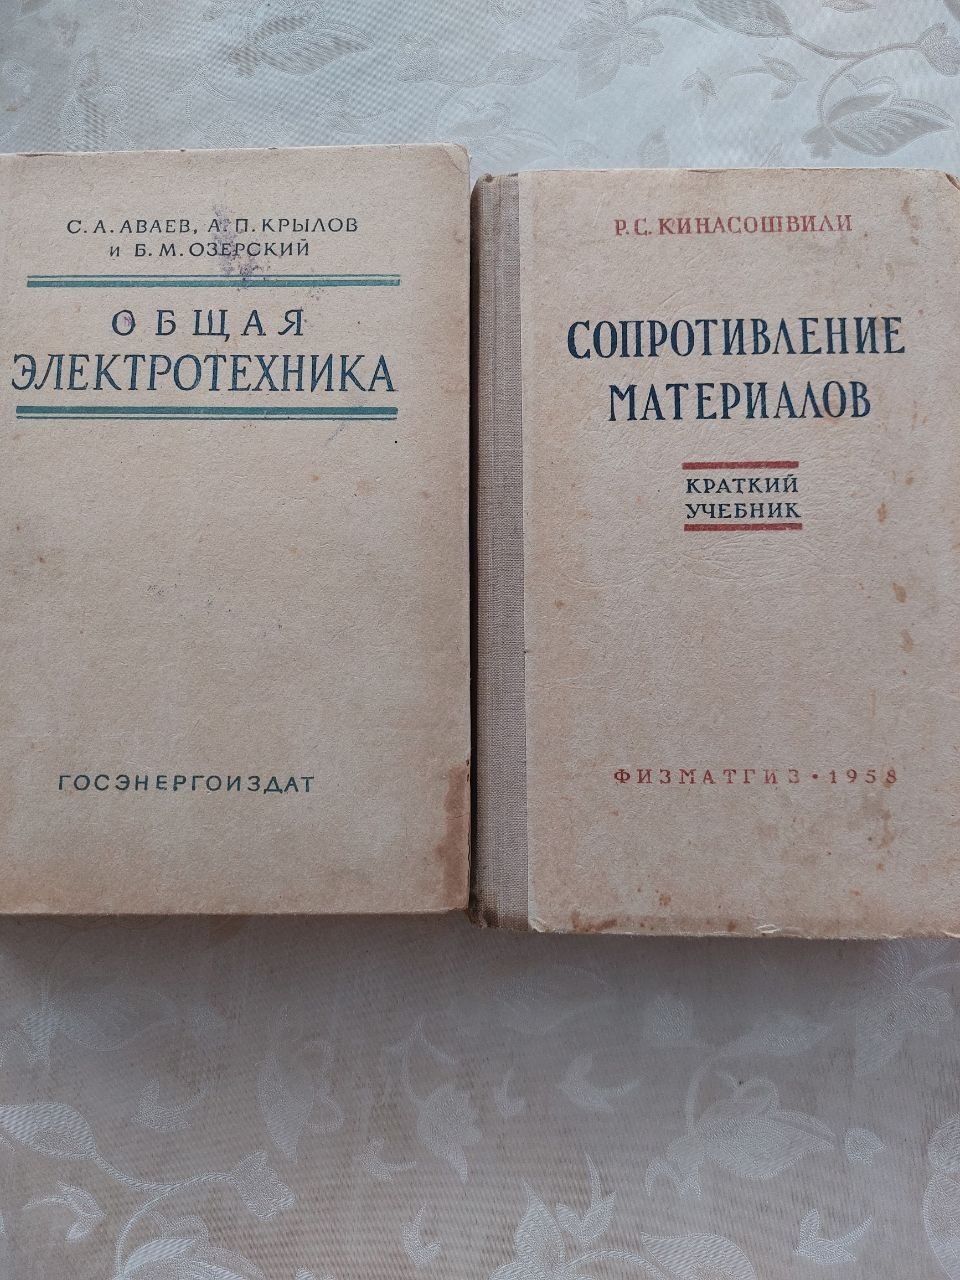 С. А. АВАЕВ, А. П. КРЫЛОВ
И Б. М. ОЗЕРСКИЙ
ОБЩАЯ
ЭЛЕКТРОТЕХНИКА
ГОСЭНЕРГОИЗДАТ
Р. С. КИНАСОШВИЛИ
СОПРОТИВЛЕНИЕ
МАТЕРИАЛОВ
КРАТКИЙ
УЧЕБНИК
ФИЗМАТГИЗ • 1958